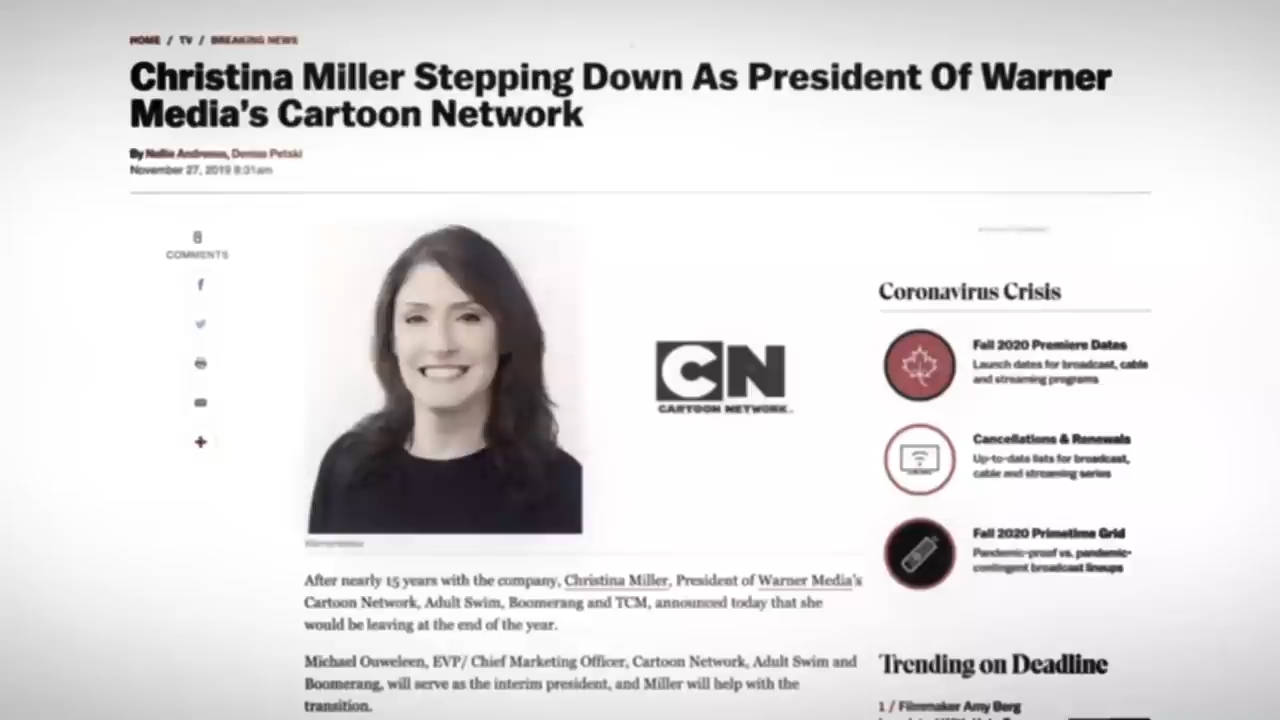 HOME / TV / BREAKING NEWS
Christina Miller Stepping Down As President Of Warner
Media's Cartoon Network
By Nellie Andreeva, Denise Petski
November 27, 2019 8:31am
8
COMMENTS
CN
CARTOON NETWORK
After nearly 15 years with the company, Christina Miller, President of Warner Media's
Cartoon Network, Adult Swim, Boomerang and TCM, announced today that she
would be leaving at the end of the year.
Michael Ouweleen, EVP/ Chief Marketing Officer, Cartoon Network, Adult Swim and
Boomerang, will serve as the interim president, and Miller will help with the
transition.
Coronavirus Crisis
Fall 2020 Premiere Dates
Launch dates for broadcast, cable
and streaming programs
Cancellations & Renewals
Up-to-date lists for broadcast,
cable and streaming series
Fall 2020 Primetime Grid
Pandemic-proof vs. pandemic-
contingent broadcast lineups
Trending on Deadline
1 / Filmmaker Amy Berg